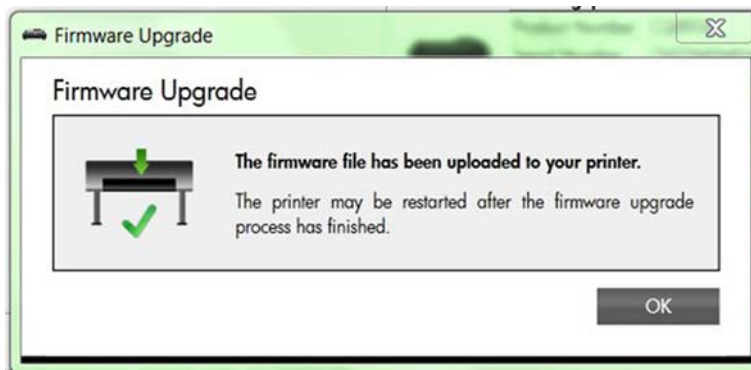 Firmware Upgrade
Firmware Upgrade
The firmware file has been uploaded to your printer.
The printer may be restarted after the firmware upgrade
process has finished.
OK